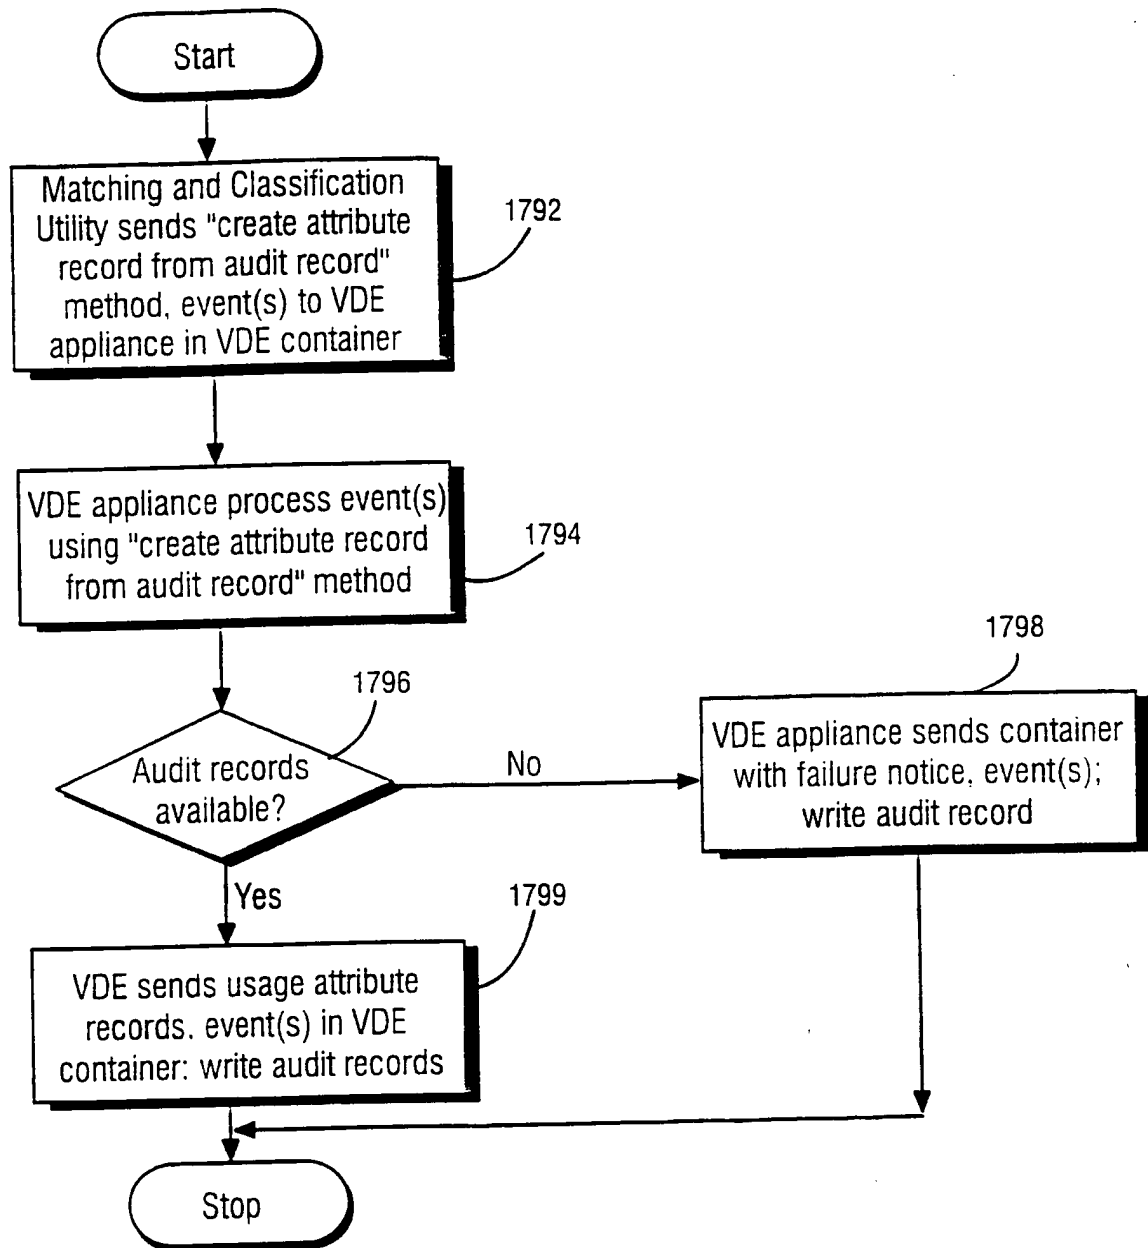 Start
Matching and Classification
Utility sends "create attribute
record from audit record"
method, event(s) to VDE
appliance in VDE container
1792
VDE appliance process event(s)
using "create attribute record
from audit record" method
1794
1796
Audit records
available?
No
1798
VDE appliance sends container
with failure notice, event(s);
write audit record
Yes
1799
VDE sends usage attribute
records. event(s) in VDE
container: write audit records
Stop